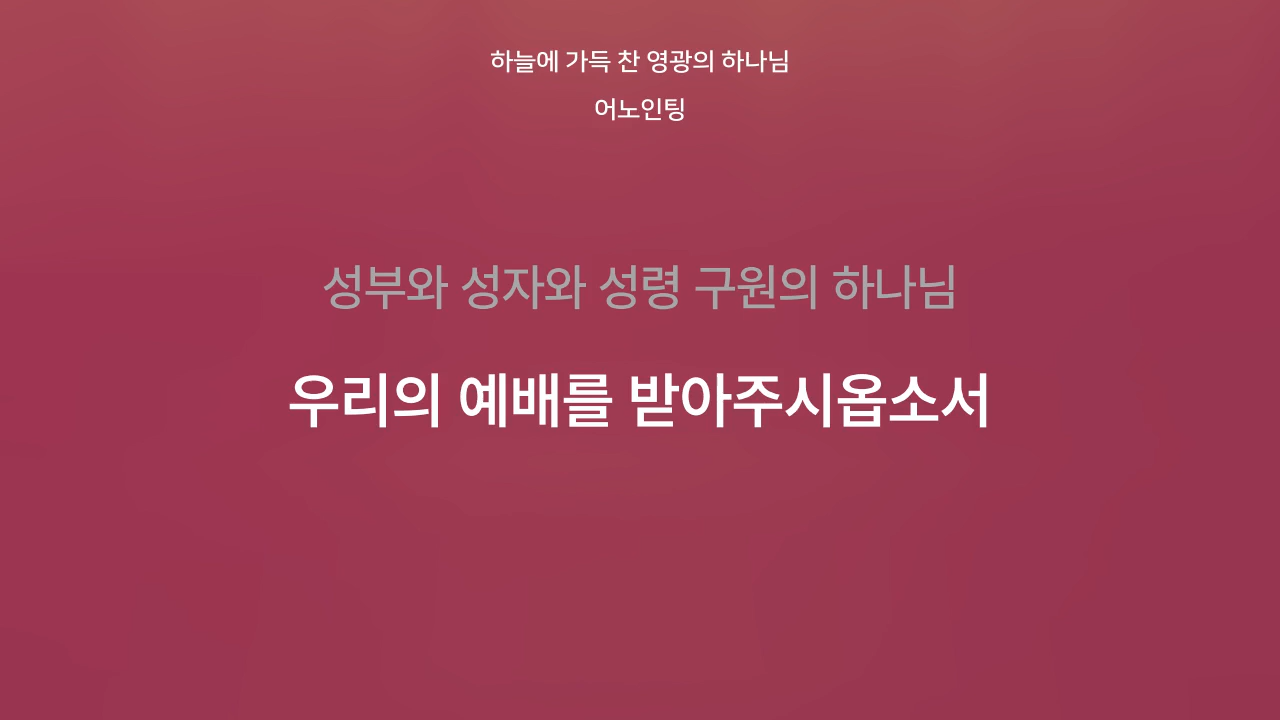 하늘에 가득 찬 영광의 하나님
어노인팅
성부와 성자와 성령 구원의 하나님
우리의 예배를 받아주시옵소서